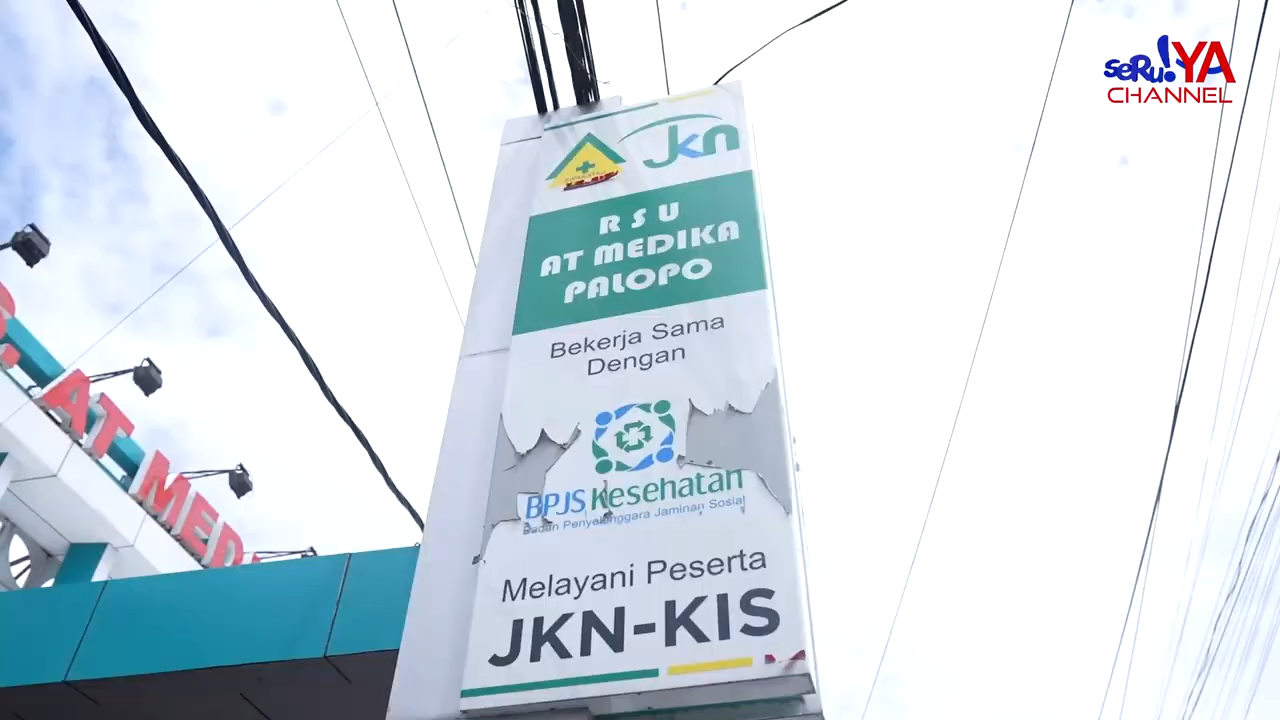 seRu!YA
CHANNEL
jkn
RSU
AT MEDIKA
PALOPO
Bekerja Sama
Dengan
BPJS Kesehatan
Badan Penyelenggara Jaminan Sosial
Melayani Peserta
JKN-KIS
AT MED